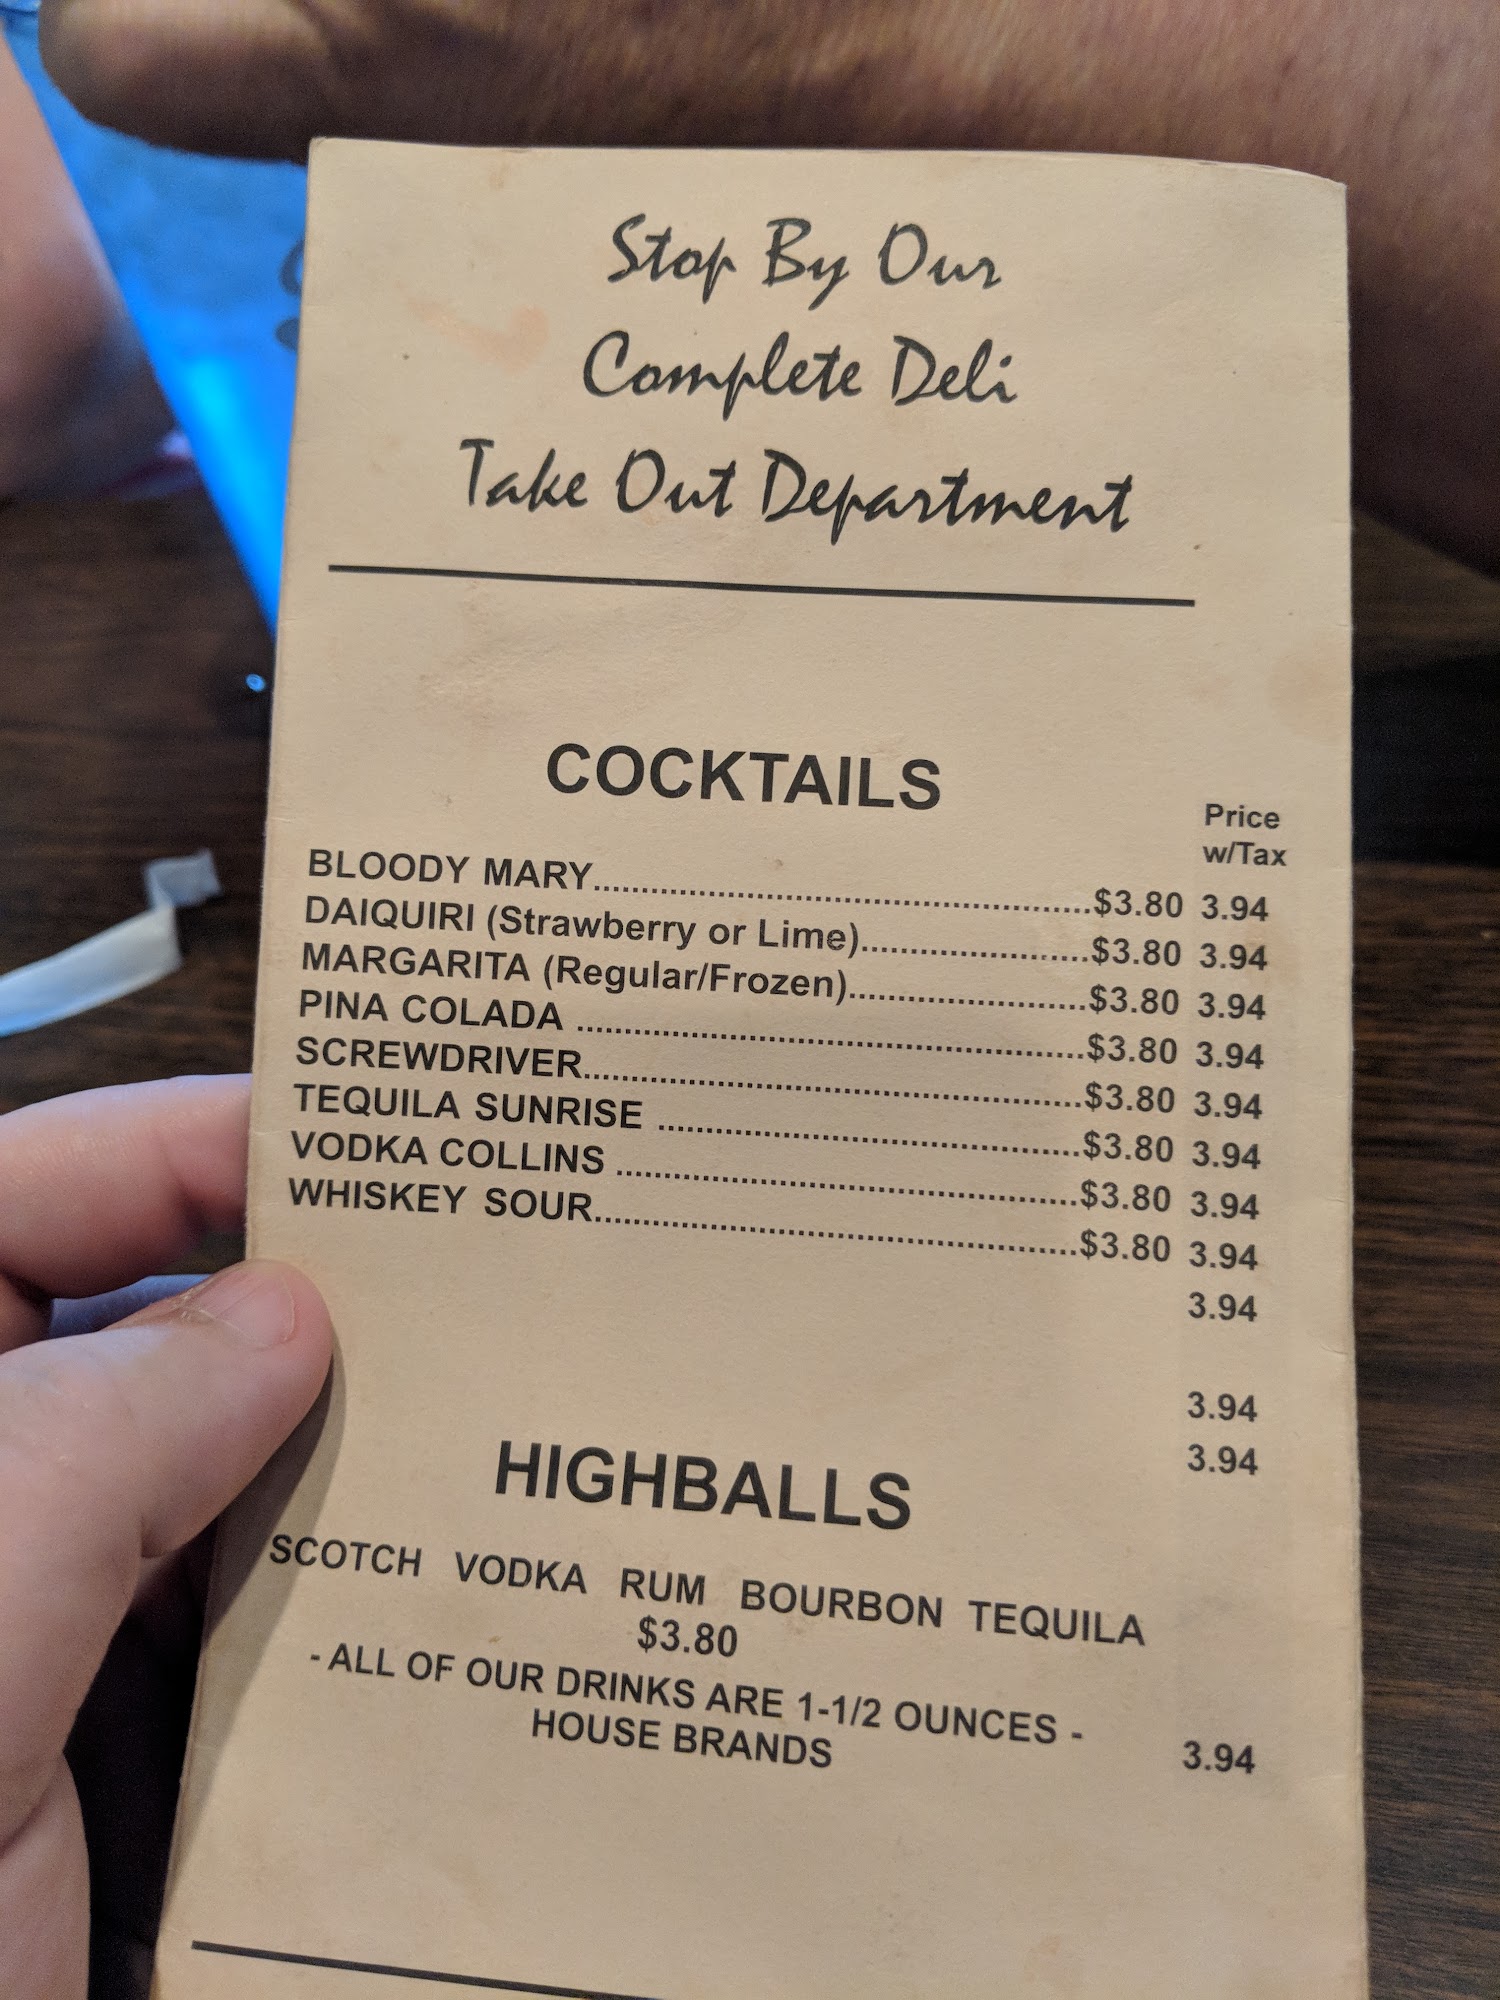 Stop By Our
Complete Deli
Take Out Department
COCKTAILS
Price
w/Tax
BLOODY MARY..........$3.80 3.94
DAIQUIRI (Strawberry or Lime)..........$3.80 3.94
MARGARITA (Regular/Frozen)..........$3.80 3.94
PINA COLADA ..........$3.80 3.94
SCREWDRIVER..........$3.80 3.94
TEQUILA SUNRISE ..........$3.80 3.94
VODKA COLLINS ..........$3.80 3.94
WHISKEY SOUR..........$3.80 3.94
3.94
3.94
3.94
HIGHBALLS
SCOTCH VODKA RUM BOURBON TEQUILA
$3.80
- ALL OF OUR DRINKS ARE 1-1/2 OUNCES -
HOUSE BRANDS
3.94